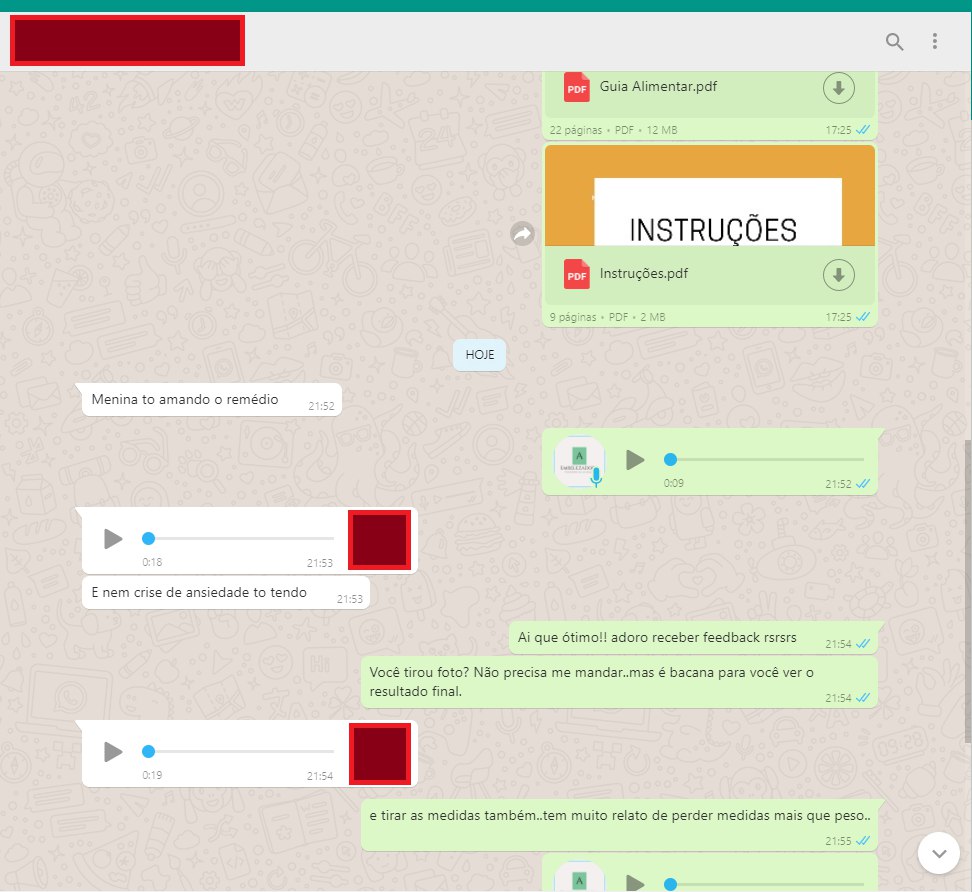 Guia Alimentar.pdf
22 páginas • PDF • 12 MB
17:25
INSTRUÇÕES
PDF
Instruções.pdf
9 páginas • PDF • 2 MB
17:25
HOJE
Menina to amando o remédio
21:52
A
0:09
21:52
0:18
21:53
E nem crise de ansiedade to tendo
21:53
Ai que ótimo!! adoro receber feedback rsrsrs
21:54
Você tirou foto? Não precisa me mandar..mas é bacana para você ver o
resultado final.
21:54
0:19
21:54
e tirar as medidas também..tem muito relato de perder medidas mais que peso..
21:55
A